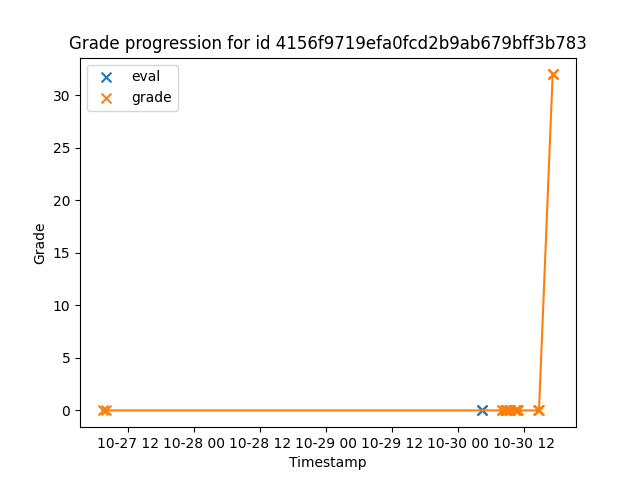 Grade progression for id 4156f9719efa0fcd2b9ab679bff3b783
eval
grade
30
25
20
15
10
5
0
Grade
10-27 12 10-28 00 10-28 12 10-29 00 10-29 12 10-30 00 10-30 12
Timestamp